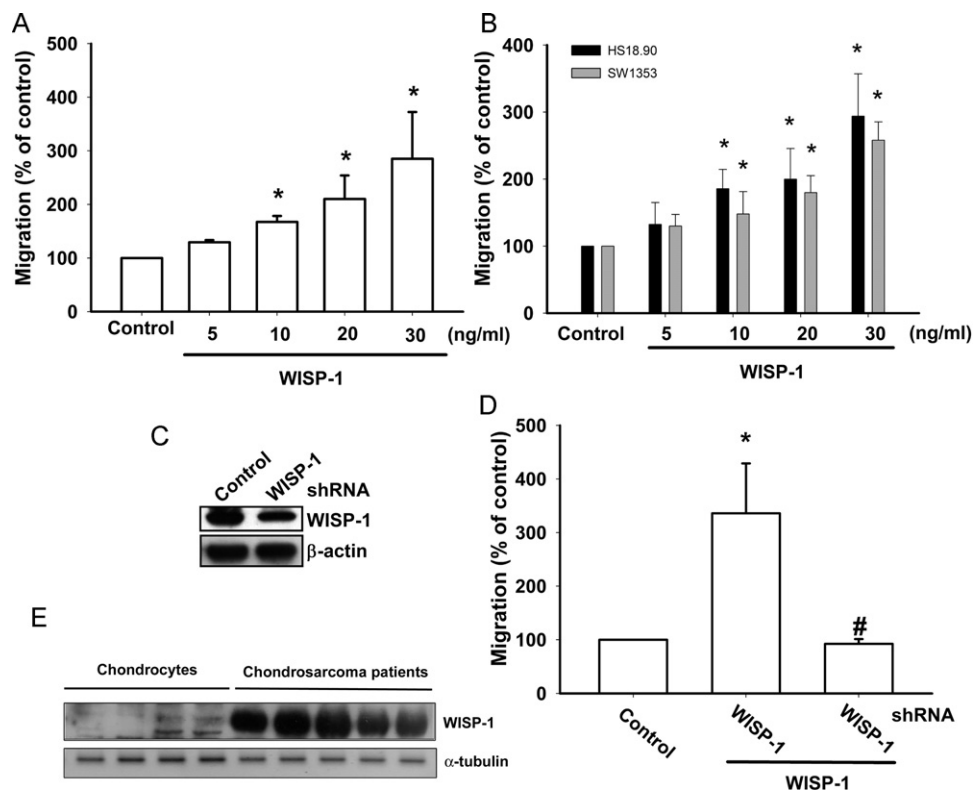 A
Migration (% of control)
500
400
300
200
100
0
*
*
*
Control 5 10 20 30 (ng/ml)
WISP-1
B
Migration (% of control)
400
300
200
100
0
HS18.90
SW1353
* *
* *
* *
Control 5 10 20 30 (ng/ml)
WISP-1
C
Control WISP-1
shRNA
WISP-1
β-actin
D
Migration (% of control)
500
400
300
200
100
0
*
#
Control WISP-1 WISP-1 shRNA
WISP-1
E
Chondrocytes Chondrosarcoma patients
WISP-1
α-tubulin